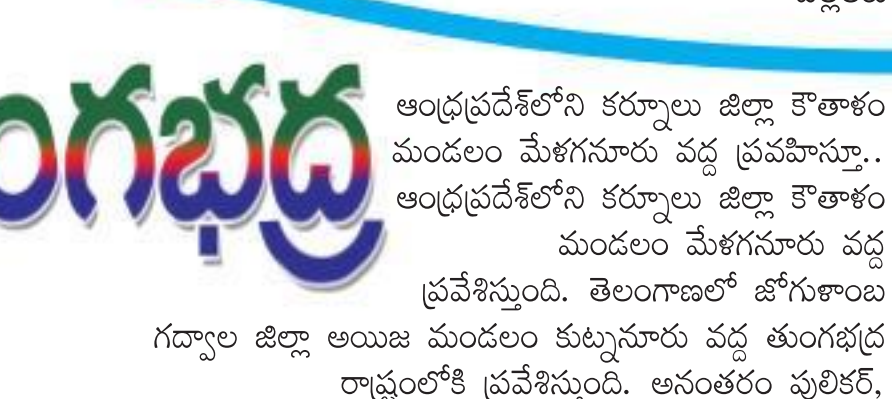 ంగభద్ర
ఆంధ్రప్రదేశ్‌లోని కర్నూలు జిల్లా కౌతాళం
మండలం మేళగనూరు వద్ద ప్రవహిస్తూ..
ఆంధ్రప్రదేశ్‌లోని కర్నూలు జిల్లా కౌతాళం
మండలం మేళగనూరు వద్ద
ప్రవేశిస్తుంది. తెలంగాణలో జోగుళాంబ
గద్వాల జిల్లా అయిజ మండలం కుట్ననూరు వద్ద తుంగభద్ర
రాష్ట్రంలోకి ప్రవేశిస్తుంది. అనంతరం పులికర్,